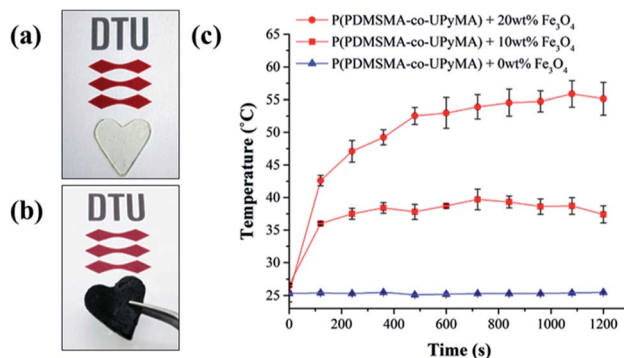 (a)
DTU
(b)
DTU
(c)
P(PDMSMA-co-UPyMA) + 20wt% Fe₃O₄
P(PDMSMA-co-UPyMA) + 10wt% Fe₃O₄
P(PDMSMA-co-UPyMA) + 0wt% Fe₃O₄
Temperature (°C)
60
55
50
45
40
35
30
25
0 200 400 600 800 1000 1200
Time (s)